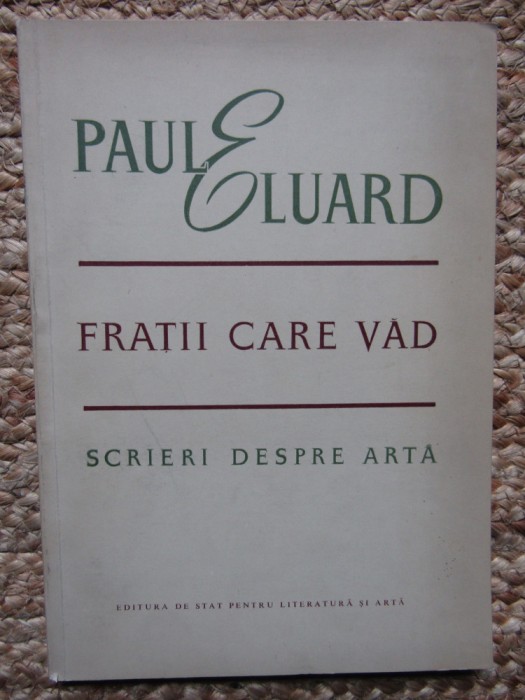 PAUL ELUARD
FRAȚII CARE VĂD
SCRIERI DESPRE ARTĂ
EDITURA DE STAT PENTRU LITERATURĂ ȘI ARTĂ